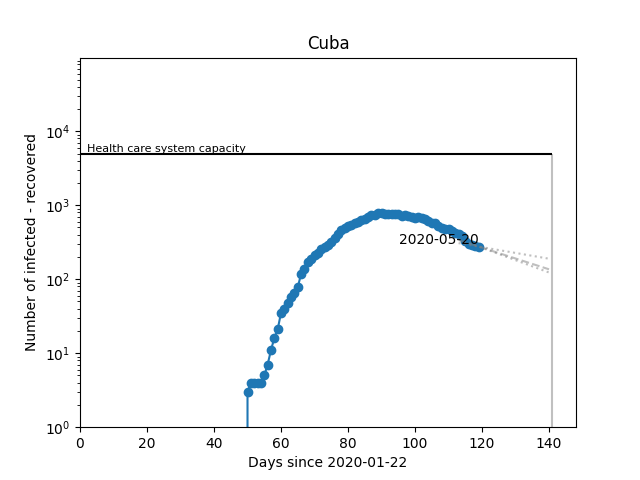 Cuba
Number of infected - recovered
10^4
10^3
10^2
10^1
10^0
Health care system capacity
2020-05-20
0 20 40 60 80 100 120 140
Days since 2020-01-22